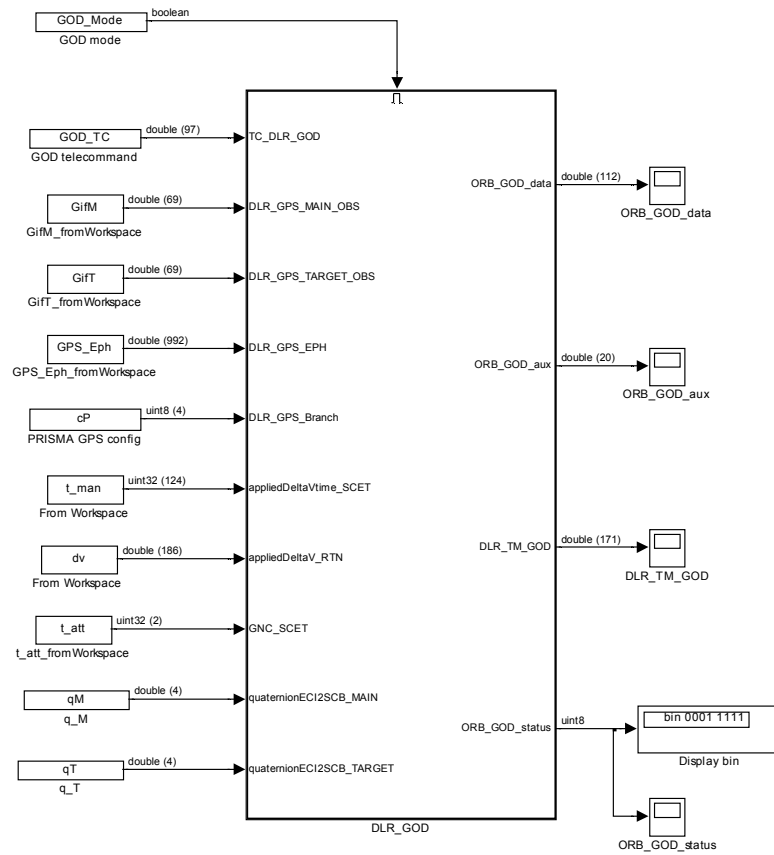 GOD_Mode
boolean
GOD mode
GOD_TC
double (97)
GOD telecommand
TC_DLR_GOD
GifM
double (69)
GifM_fromWorkspace
DLR_GPS_MAIN_OBS
GifT
double (69)
GifT_fromWorkspace
DLR_GPS_TARGET_OBS
GPS_Eph
double (992)
GPS_Eph_fromWorkspace
DLR_GPS_EPH
cP
uint8 (4)
PRISMA GPS config
DLR_GPS_Branch
t_man
uint32 (124)
From Workspace
appliedDeltaVtime_SCET
dv
double (186)
From Workspace
appliedDeltaV_RTN
t_att
uint32 (2)
t_att_fromWorkspace
GNC_SCET
qM
double (4)
q_M
quaternionECI2SCB_MAIN
qT
double (4)
q_T
quaternionECI2SCB_TARGET
DLR_GOD
ORB_GOD_data
double (112)
ORB_GOD_data
ORB_GOD_aux
double (20)
ORB_GOD_aux
DLR_TM_GOD
double (171)
DLR_TM_GOD
ORB_GOD_status
uint8
bin 0001 1111
Display bin
ORB_GOD_status